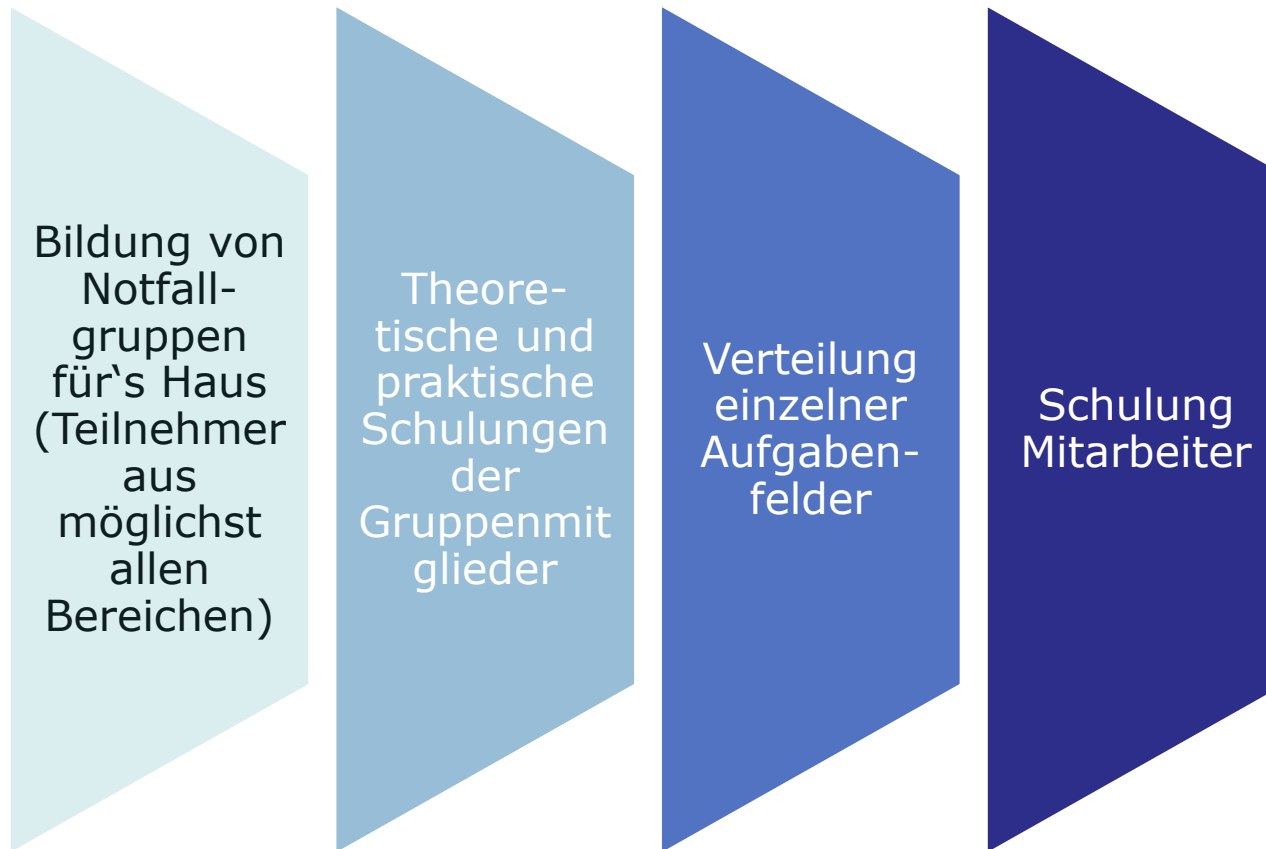 Bildung von
Notfall-
gruppen
für‘s Haus
(Teilnehmer
aus
möglichst
allen
Bereichen)
Theore-
tische und
praktische
Schulungen
der
Gruppenmit
glieder
Verteilung
einzelner
Aufgaben-
felder
Schulung
Mitarbeiter